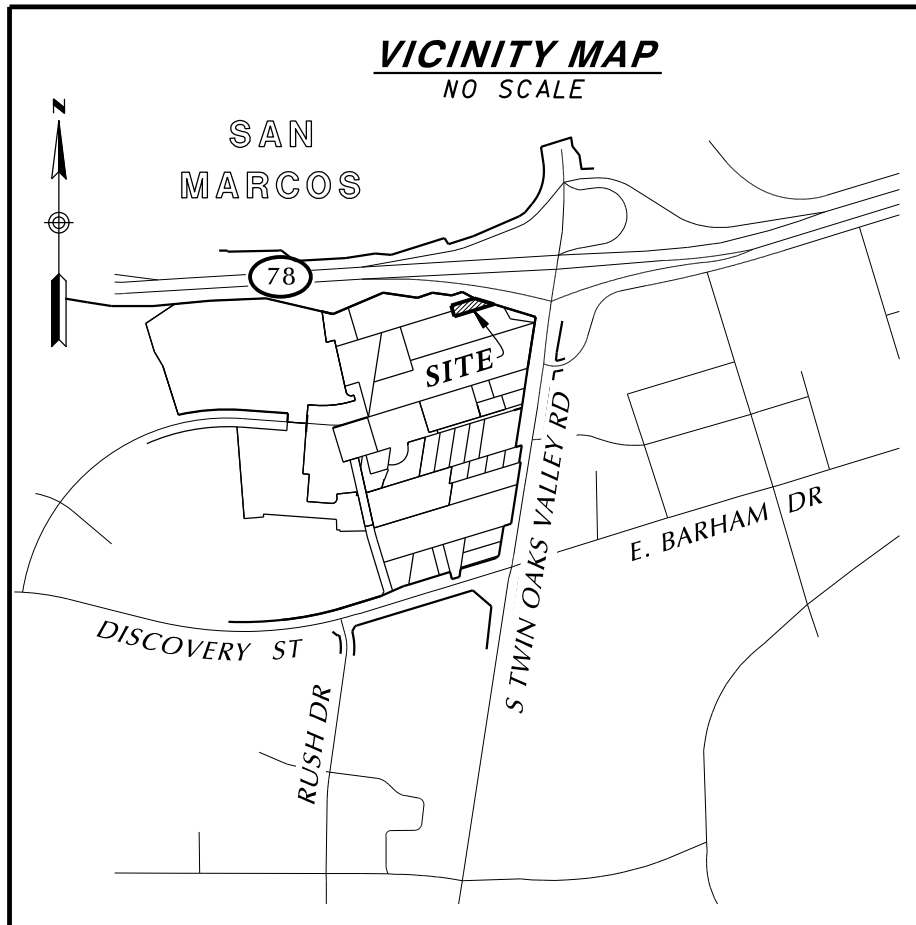 VICINITY MAP
NO SCALE
N
SAN
MARCOS
78
SITE
S TWIN OAKS VALLEY RD
E. BARHAM DR
DISCOVERY ST
RUSH DR